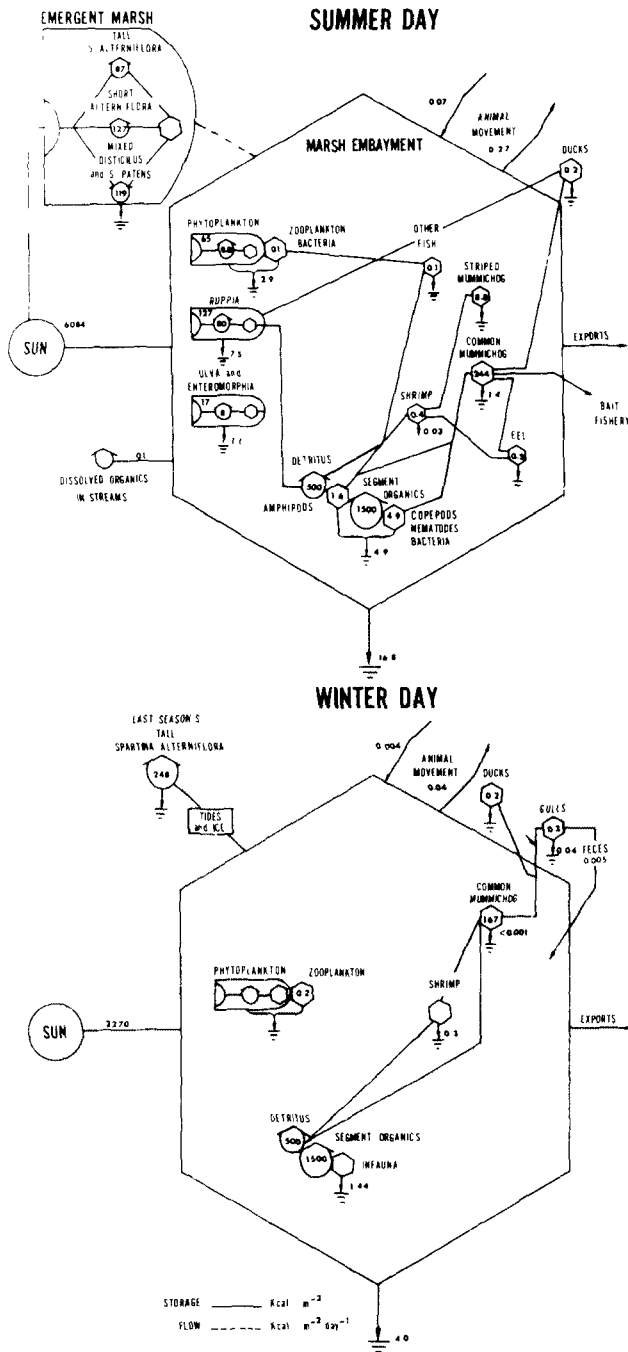 EMERGENT MARSH
SUMMER DAY
TALL
S ALTERNIFLORA
87
SHORT
ALTERNIFLORA
127
MIXED
DISTICILUS
and S PATENS
119
0.07
ANIMAL
MOVEMENT
0.27
MARSH EMBAYMENT
DUCKS
0.2
PHYTOPLANKTON
65
ZOOPLANKTON
BACTERIA
01
2.9
OTHER
FISH
0.1
STRIPED
MUMMICHOG
RUPPIA
127
80
7.5
SUN
6084
COMMON
MUMMICHOG
244
1.4
EXPORTS
BAIT
FISHERY
ULVA and
ENTEROMORPHIA
17
8
SHRIMP
0.4
0.03
EEL
DISSOLVED ORGANICS
IN STREAMS
01
DETRITUS
500
AMPHIPODS
1.6
SEGMENT
ORGANICS
1500
4.9
COPEPODS
NEMATODES
BACTERIA
4.9
16.8
WINTER DAY
LAST SEASON S
TALL
SPARTINA ALTERNIFLORA
248
TIDES
and ICE
0.004
ANIMAL
MOVEMENT
0.04
DUCKS
0.2
GULLS
0.2
0.04 FECES
0.005
COMMON
MUMMICHOG
167
<0.001
PHYTOPLANKTON
ZOOPLANKTON
0.2
SHRIMP
0.3
SUN
2270
EXPORTS
DETRITUS
500
SEGMENT ORGANICS
1500
INFAUNA
1.44
STORAGE Kcal m⁻²
FLOW Kcal m⁻² day⁻¹
4.0